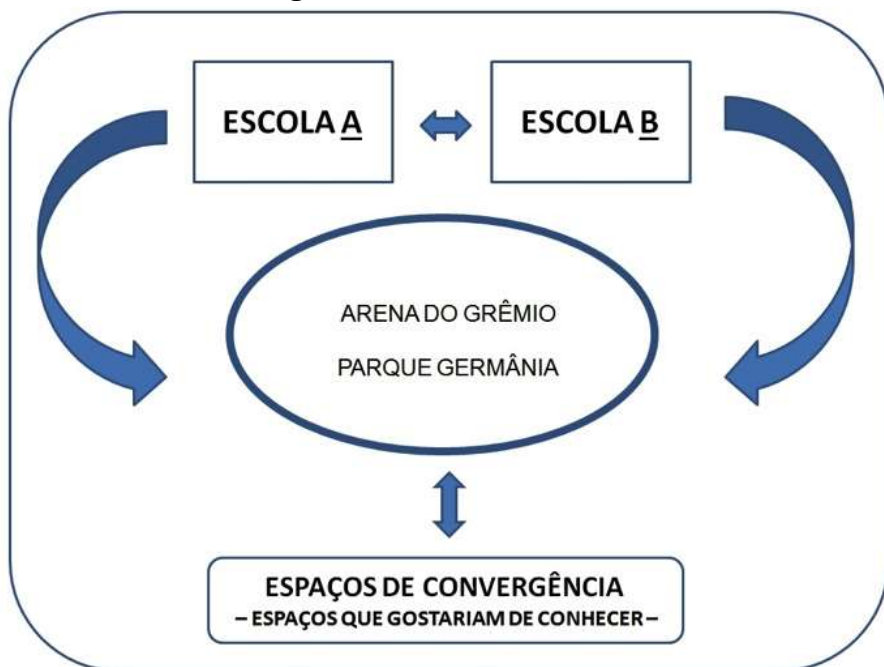 ESCOLA A
ESCOLA B
ARENA DO GRÊMIO
PARQUE GERMÂNIA
ESPAÇOS DE CONVERGÊNCIA
– ESPAÇOS QUE GOSTARIAM DE CONHECER –